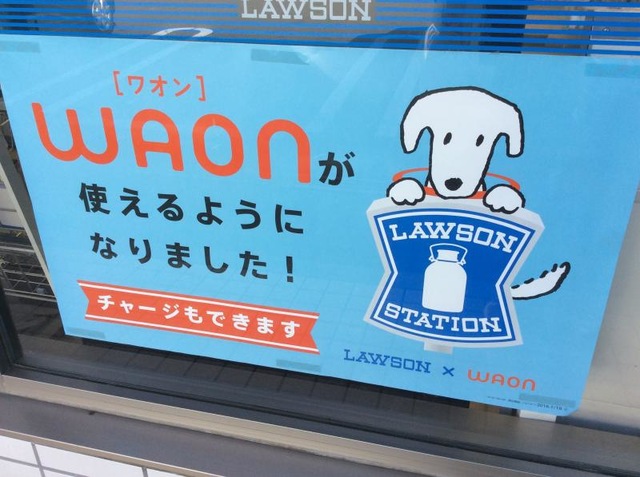 LAWSON
[ワオン]
WAONが
使えるように
なりました!
チャージもできます
LAWSON
STATION
LAWSON × WAON